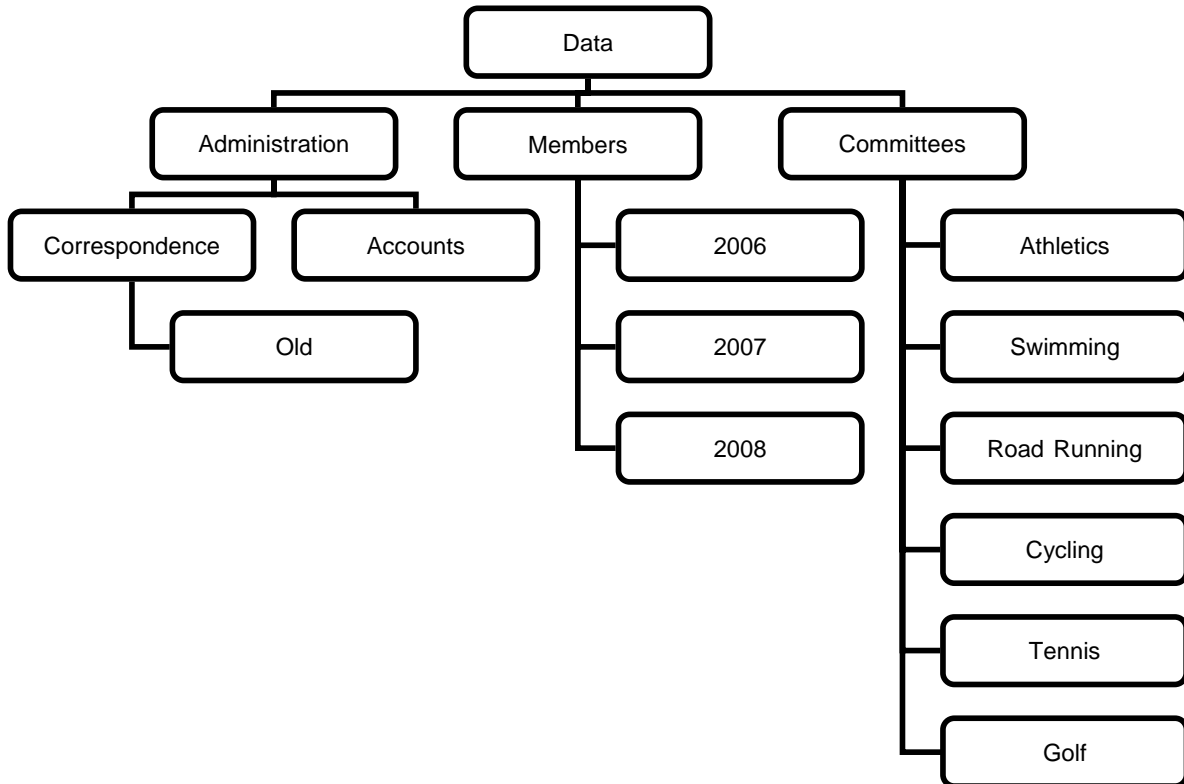 Data
Administration
Members
Committees
Correspondence
Accounts
2006
Athletics
Old
2007
Swimming
2008
Road Running
Cycling
Tennis
Golf